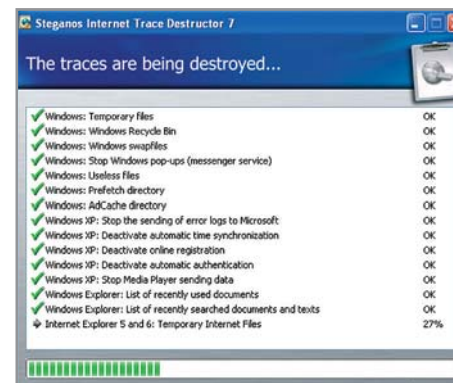 Steganos Internet Trace Destructor 7
The traces are being destroyed...
Windows: Temporary files OK
Windows: Windows Recycle Bin OK
Windows: Windows swapfiles OK
Windows: Stop Windows pop-ups (messenger service) OK
Windows: Useless files OK
Windows: Prefetch directory OK
Windows: AdCache directory OK
Windows XP: Stop the sending of error logs to Microsoft OK
Windows XP: Deactivate automatic time synchronization OK
Windows XP: Deactivate online registration OK
Windows XP: Deactivate automatic authentication OK
Windows XP: Stop Media Player sending data OK
Windows Explorer: List of recently used documents OK
Windows Explorer: List of recently searched documents and texts OK
Internet Explorer 5 and 6: Temporary Internet Files 27%